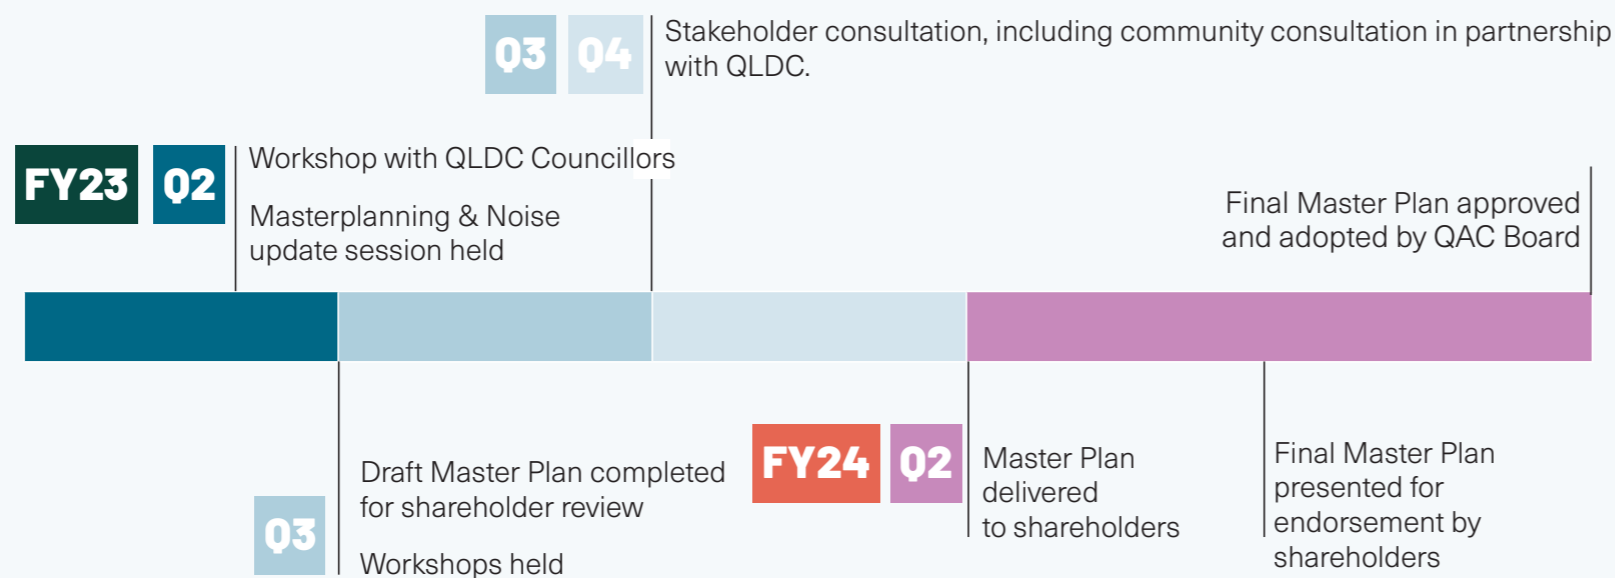 Q3 Q4
Stakeholder consultation, including community consultation in partnership
with QLDC.
FY23 Q2
Workshop with QLDC Councillors
Masterplanning & Noise
update session held
Final Master Plan approved
and adopted by QAC Board
Q3
Draft Master Plan completed
for shareholder review
Workshops held
FY24 Q2
Master Plan
delivered
to shareholders
Final Master Plan
presented for
endorsement by
shareholders